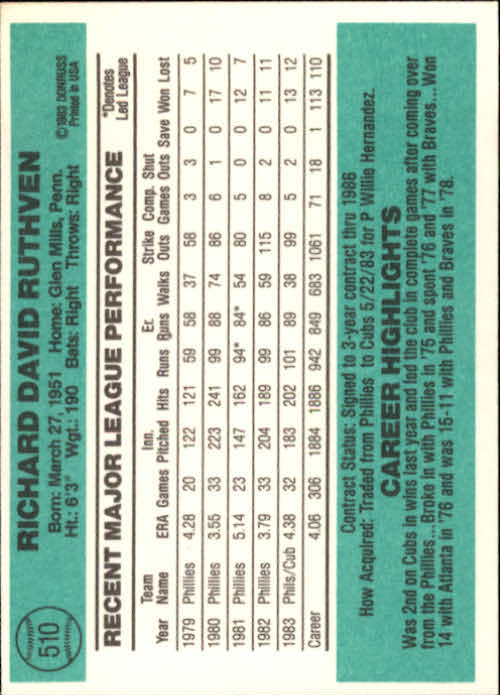 510
RICHARD DAVID RUTHVEN
Born: March 27, 1951 Home: Glen Mills, Penn.
Ht.: 6'3" Wgt.: 190 Bats: Right Throws: Right
©1983 DONRUSS
Printed in USA
RECENT MAJOR LEAGUE PERFORMANCE
*Denotes
Led League
Team Inn. Er. Strike Comp. Shut
Year Name ERA Games Pitched Hits Runs Runs Walks Outs Games Outs Save Won Lost
1979 Phillies 4.28 20 122 121 59 58 37 58 3 3 0 7 5
1980 Phillies 3.55 33 223 241 99 88 74 86 6 1 0 17 10
1981 Phillies 5.14 23 147 162 94* 84* 54 80 5 0 0 12 7
1982 Phillies 3.79 33 204 189 99 86 59 115 8 2 0 11 11
1983 Phils/Cub 4.38 32 183 202 101 89 38 99 5 2 0 13 12
Career 4.06 306 1884 1886 942 849 683 1061 71 18 1 113 110
Contract Status: Signed to 3-year contract thru 1986
How Acquired: Traded from Phillies to Cubs 5/22/83 for P Willie Hernandez.
CAREER HIGHLIGHTS
Was 2nd on Cubs in wins last year and led the club in complete games after coming over
from the Phillies... Broke in with Phillies in '75 and spent '76 and '77 with Braves... Won
14 with Atlanta in '76 and was 15-11 with Phillies and Braves in '78.